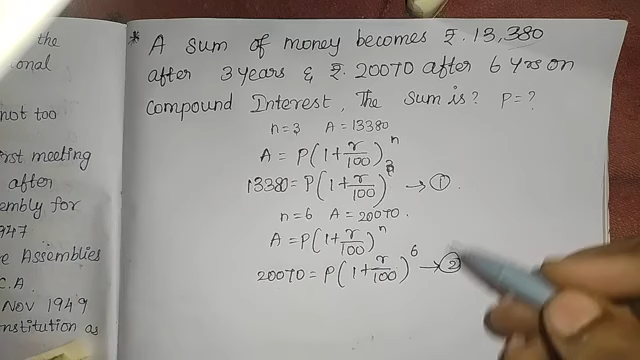 the
ional
not too
irst meeting
after
embly for
947
e Assemblies
C.A.
Nov 1949
nstitution as
* A sum of money becomes ₹. 13,380
after 3 years & ₹. 20070 after 6 Yrs on
Compound Interest, The Sum is? P=?
n=3 A=13380
A = P(1+r/100)^n
13380 = P(1+r/100)^3 → ①.
n=6 A=20070.
A = P(1+r/100)^n
20070 = P(1+r/100)^6 → ②